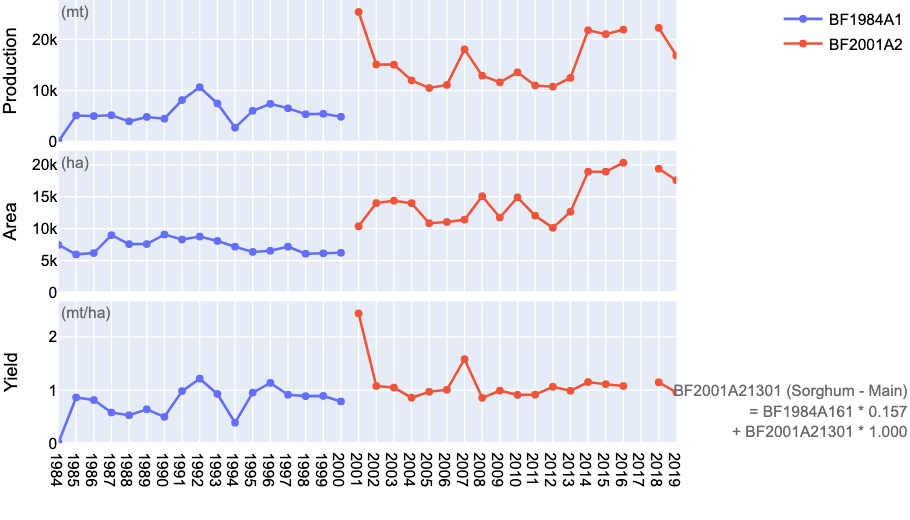 (mt)
Production
20k
10k
0
BF1984A1
BF2001A2
(ha)
Area
20k
15k
10k
5k
0
(mt/ha)
Yield
2
1
0
BF2001A21301 (Sorghum - Main)
= BF1984A161 * 0.157
+ BF2001A21301 * 1.000
1984
1985
1986
1987
1988
1989
1990
1991
1992
1993
1994
1995
1996
1997
1998
1999
2000
2001
2002
2003
2004
2005
2006
2007
2008
2009
2010
2011
2012
2013
2014
2015
2016
2017
2018
2019